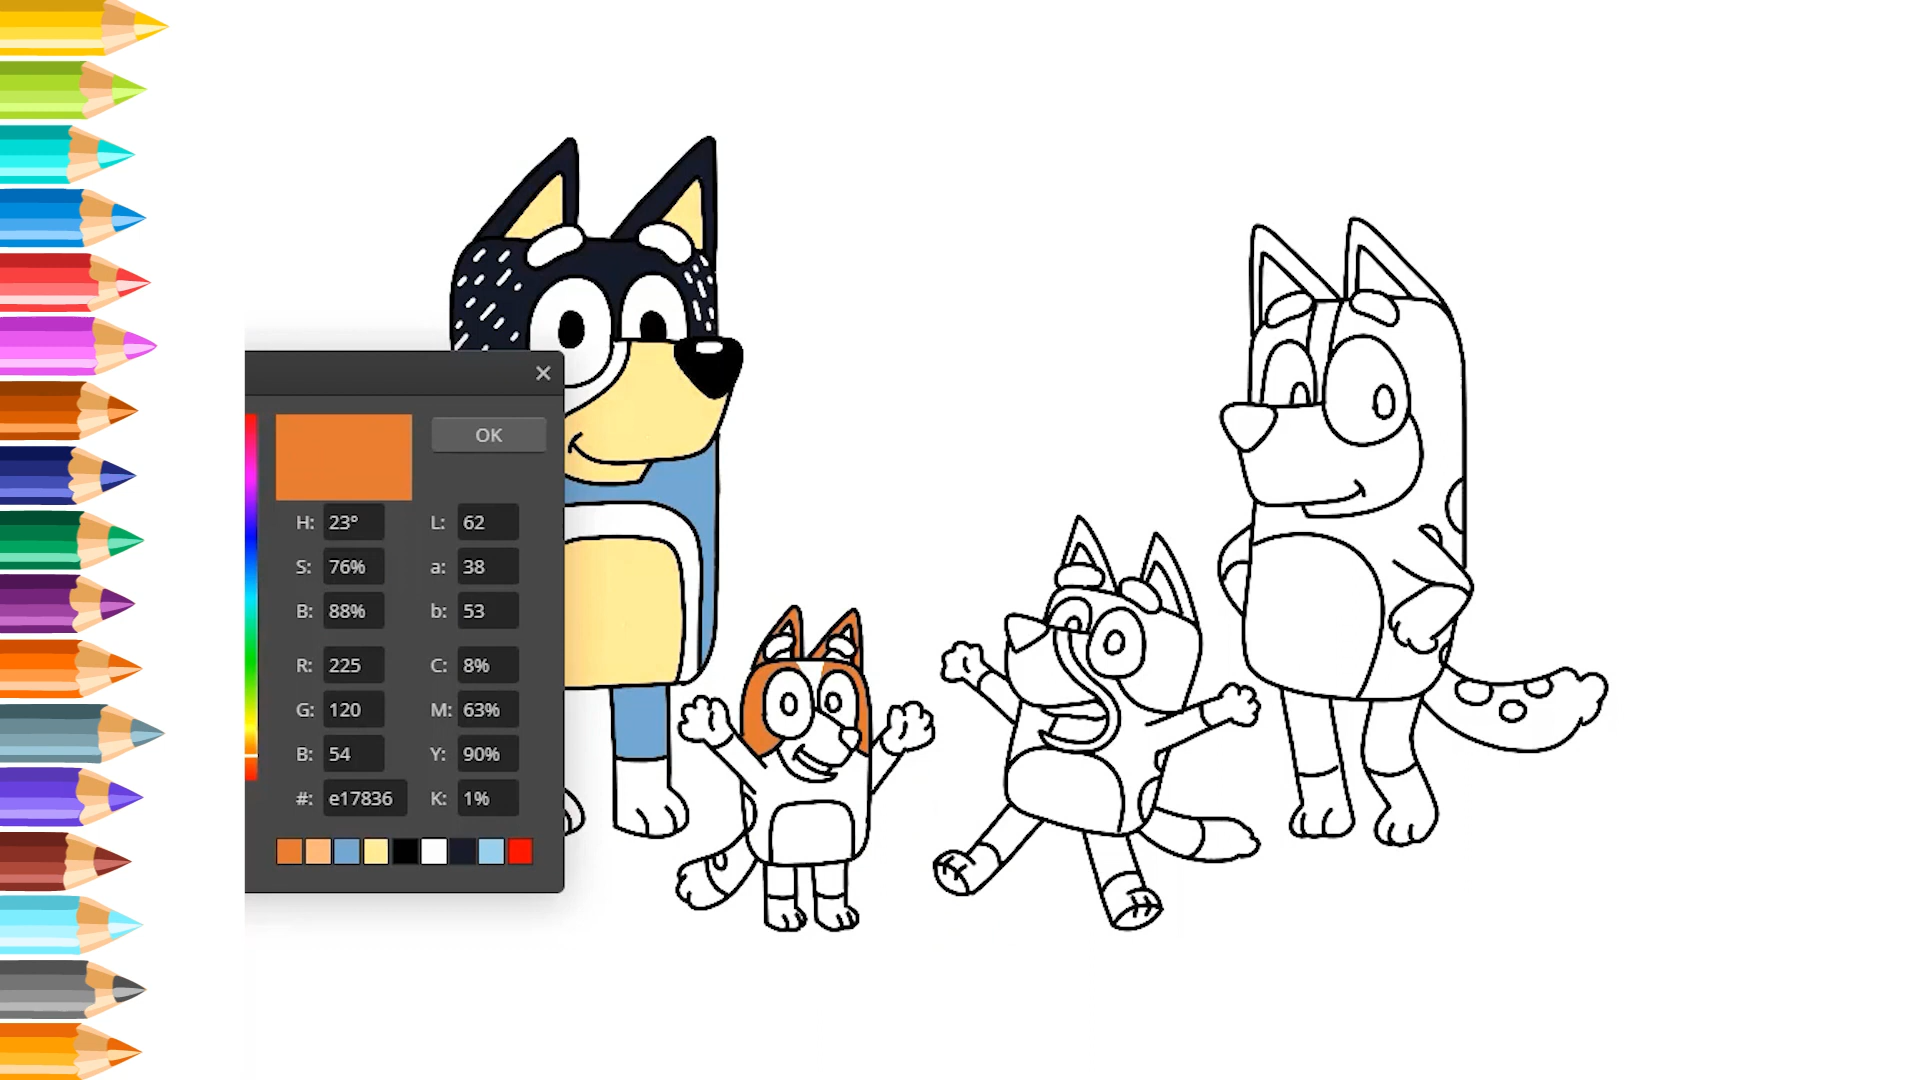 OK
H: 23° L: 62
S: 76% a: 38
B: 88% b: 53
R: 225 C: 8%
G: 120 M: 63%
B: 54 Y: 90%
#: e17836 K: 1%